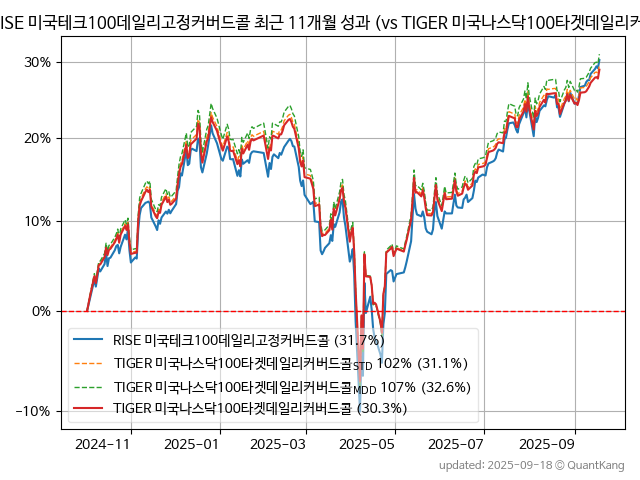 RISE 미국테크100데일리고정커버드콜 최근 11개월 성과 (vs TIGER 미국나스닥100타겟데일리커
30%
20%
10%
0%
−10%
RISE 미국테크100데일리고정커버드콜 (31.7%)
TIGER 미국나스닥100타겟데일리커버드콜STD 102% (31.1%)
TIGER 미국나스닥100타겟데일리커버드콜MDD 107% (32.6%)
TIGER 미국나스닥100타겟데일리커버드콜 (30.3%)
2024-11 2025-01 2025-03 2025-05 2025-07 2025-09
updated: 2025-09-18 © QuantKang